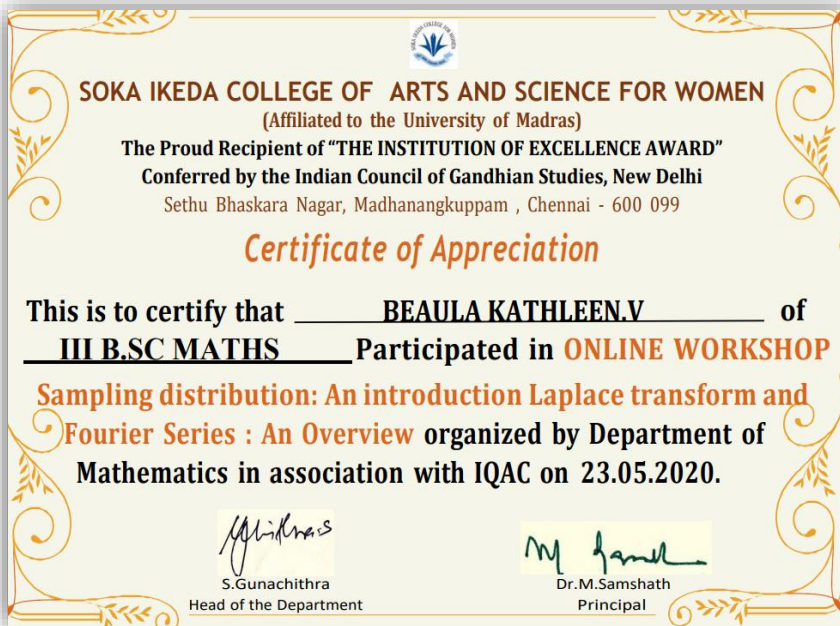 SOKA IKEDA COLLEGE OF ARTS AND SCIENCE FOR WOMEN
(Affiliated to the University of Madras)
The Proud Recipient of “THE INSTITUTION OF EXCELLENCE AWARD”
Conferred by the Indian Council of Gandhian Studies, New Delhi
Sethu Bhaskara Nagar, Madhanangkuppam , Chennai - 600 099
Certificate of Appreciation
This is to certify that BEAULA KATHLEEN.V of
III B.SC MATHS Participated in ONLINE WORKSHOP
Sampling distribution: An introduction Laplace transform and
Fourier Series : An Overview organized by Department of
Mathematics in association with IQAC on 23.05.2020.
S.Gunachithra
Head of the Department
Dr.M.Samshath
Principal